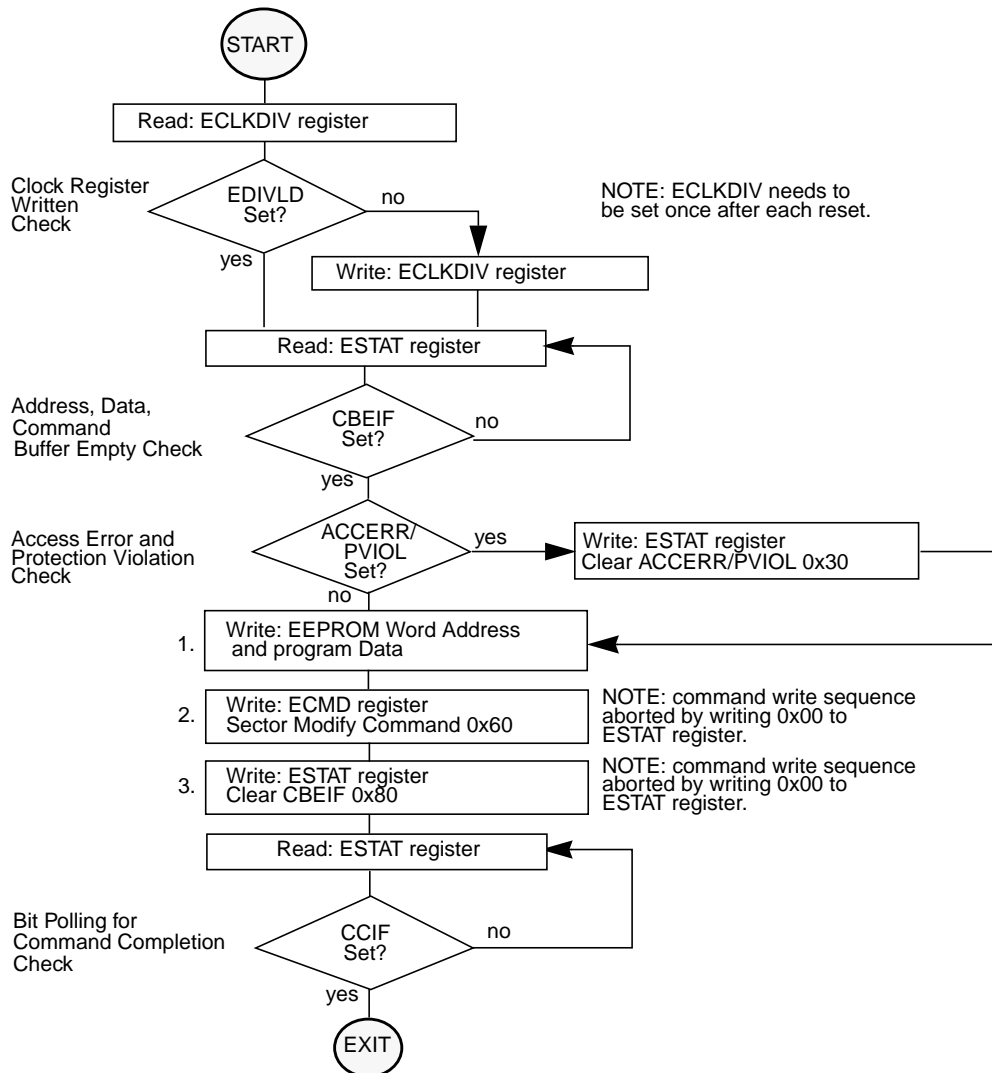 START
Read: ECLKDIV register
Clock Register
Written
Check
EDIVLD
Set?
no
yes
NOTE: ECLKDIV needs to
be set once after each reset.
Write: ECLKDIV register
Read: ESTAT register
Address, Data,
Command
Buffer Empty Check
CBEIF
Set?
no
yes
Access Error and
Protection Violation
Check
ACCERR/
PVIOL
Set?
yes
no
Write: ESTAT register
Clear ACCERR/PVIOL 0x30
1.
Write: EEPROM Word Address
and program Data
2.
Write: ECMD register
Sector Modify Command 0x60
NOTE: command write sequence
aborted by writing 0x00 to
ESTAT register.
3.
Write: ESTAT register
Clear CBEIF 0x80
NOTE: command write sequence
aborted by writing 0x00 to
ESTAT register.
Read: ESTAT register
Bit Polling for
Command Completion
Check
CCIF
Set?
no
yes
EXIT